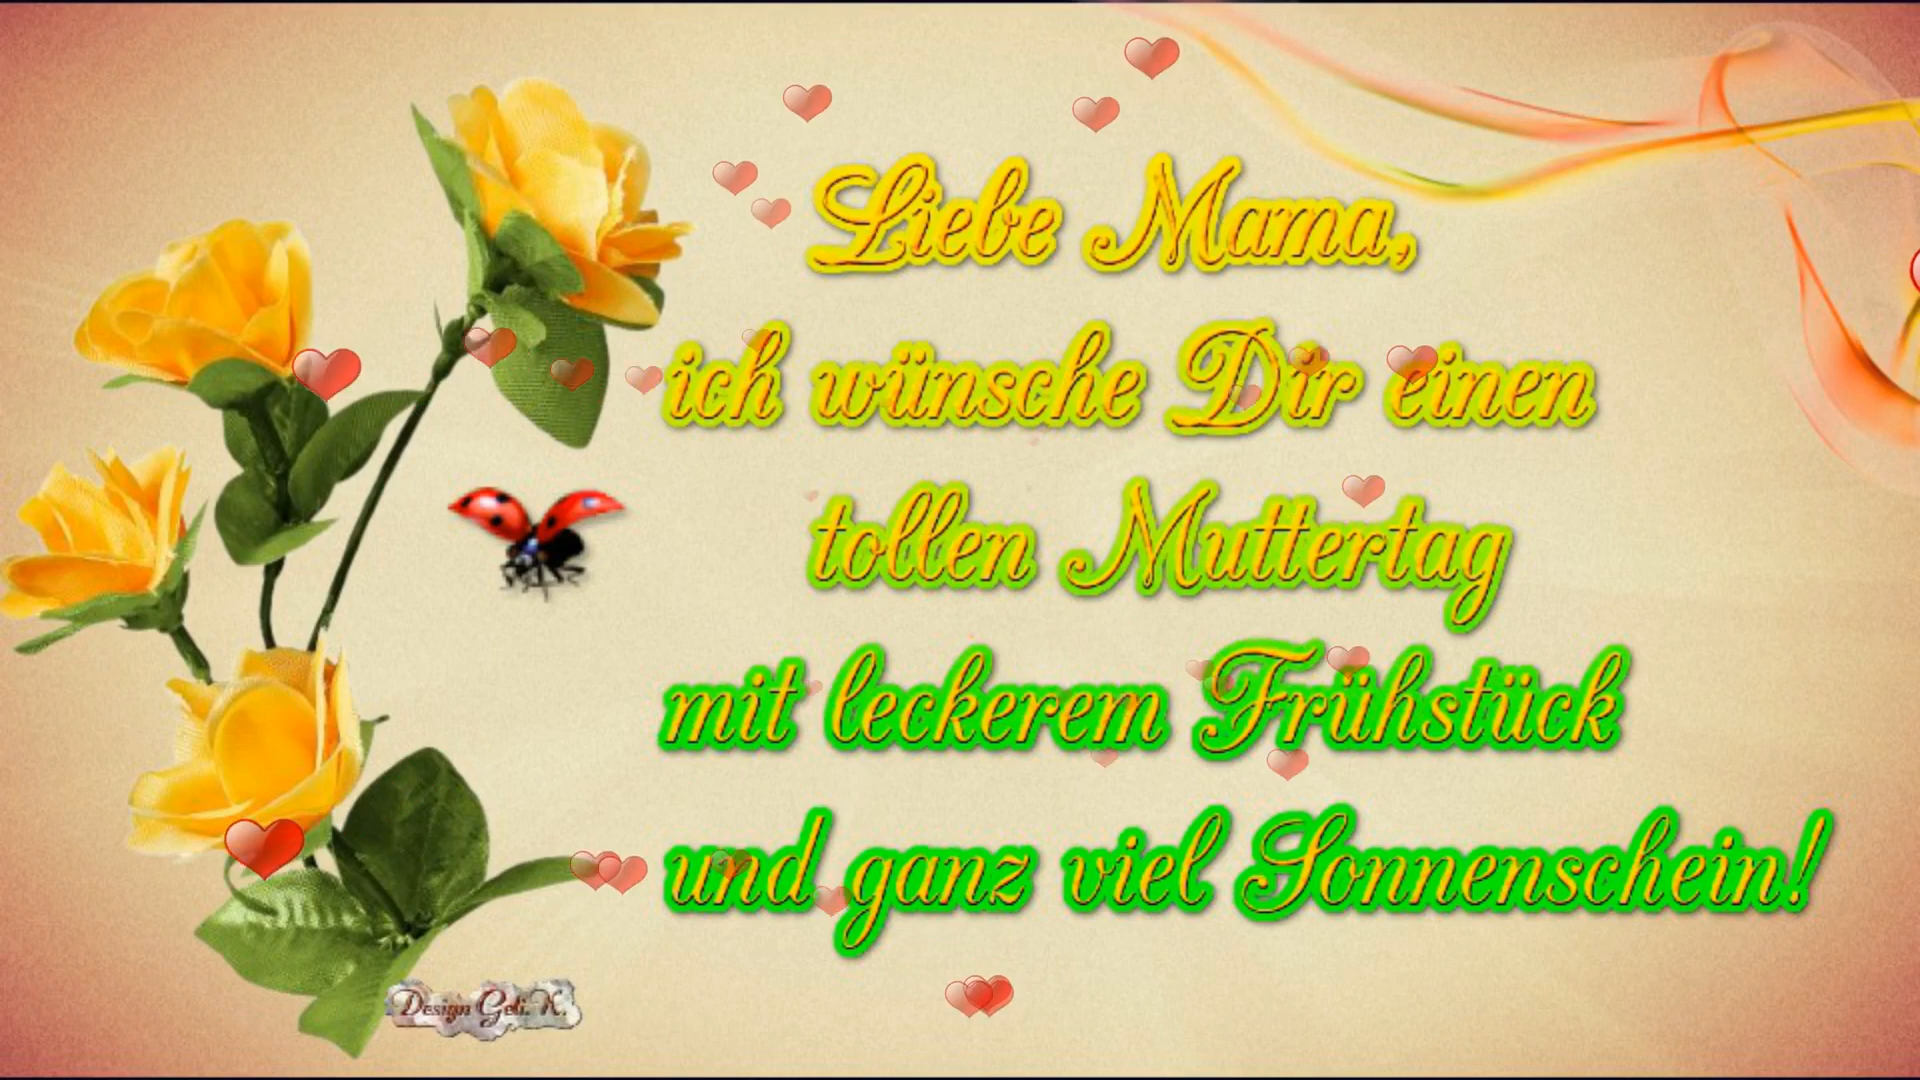 Liebe Mama,
ich wünsche Dir einen
tollen Muttertag
mit leckerem Frühstück
und ganz viel Sonnenschein!
Design Geli. K.